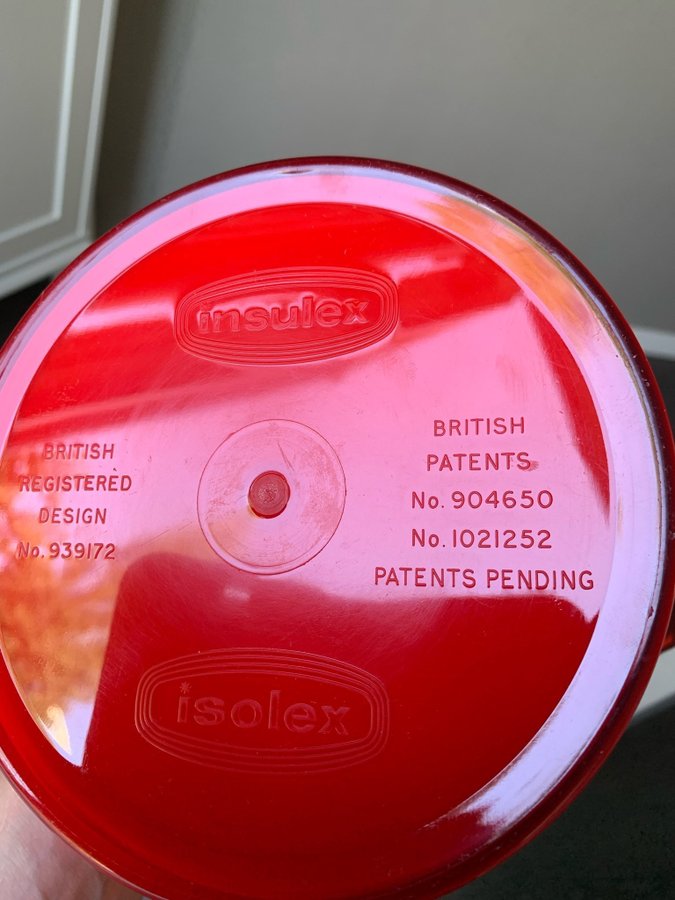 insulex
BRITISH
REGISTERED
DESIGN
No. 939172
BRITISH
PATENTS
No. 904650
No. 1021252
PATENTS PENDING
isolex